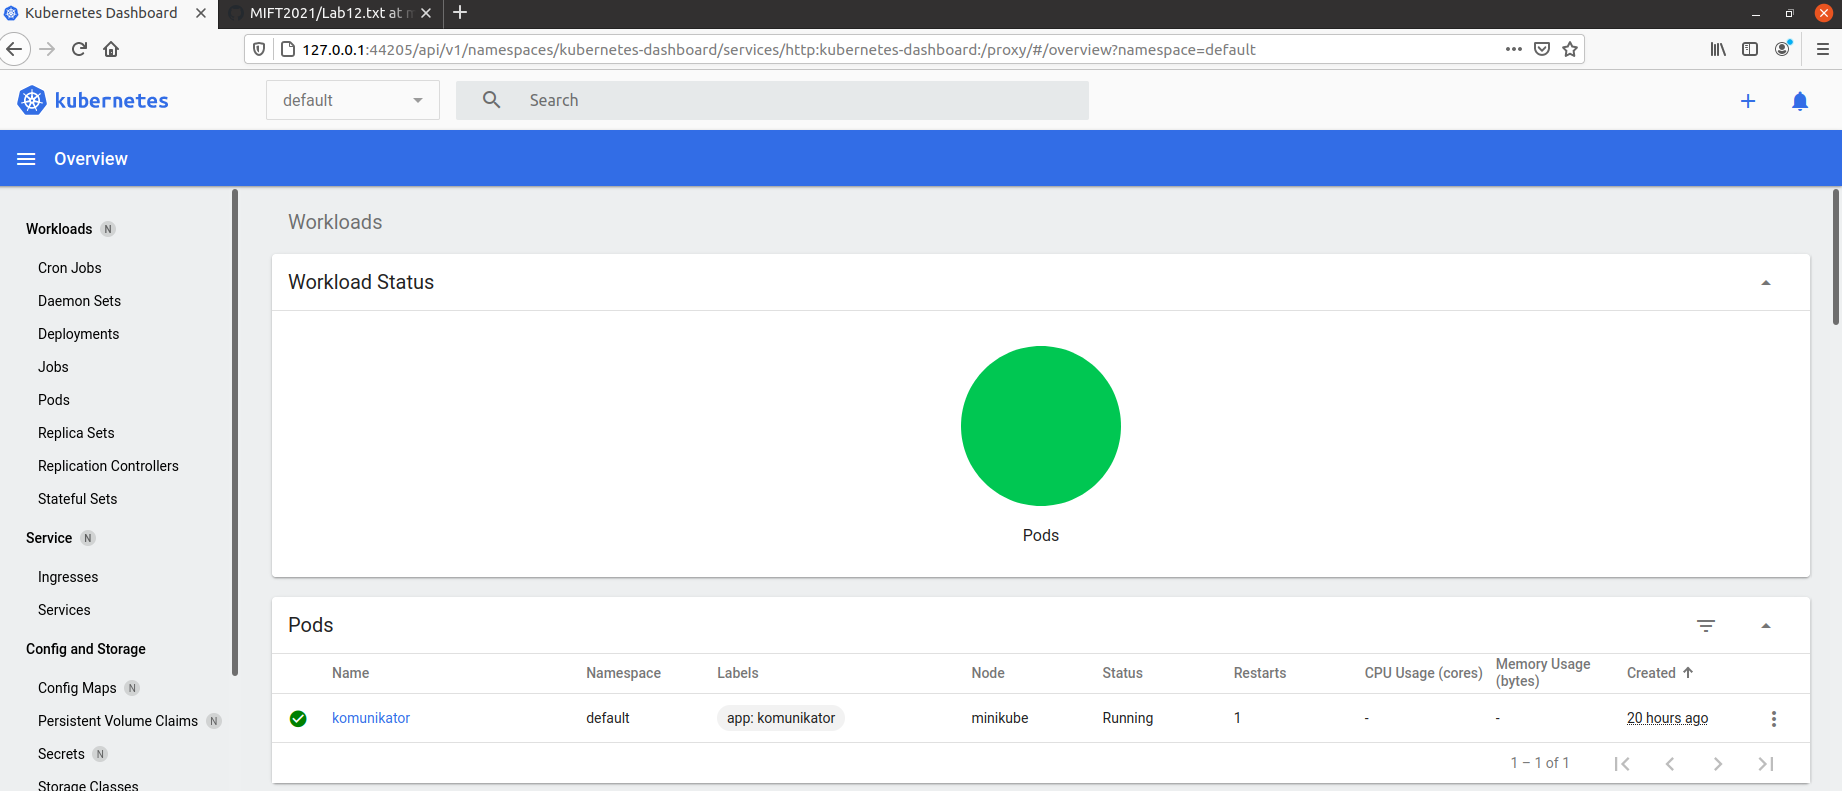 Kubernetes Dashboard
MIFT2021/Lab12.txt at m
127.0.0.1:44205/api/v1/namespaces/kubernetes-dashboard/services/http:kubernetes-dashboard:/proxy/#/overview?namespace=default
kubernetes
default
Search
Overview
Workloads N
Cron Jobs
Daemon Sets
Deployments
Jobs
Pods
Replica Sets
Replication Controllers
Stateful Sets
Service N
Ingresses
Services
Config and Storage
Config Maps N
Persistent Volume Claims N
Secrets N
Storage Classes
Workloads
Workload Status
Pods
Pods
Name Namespace Labels Node Status Restarts CPU Usage (cores) Memory Usage (bytes) Created
komunikator default app: komunikator minikube Running 1 - - 20 hours ago
1 – 1 of 1